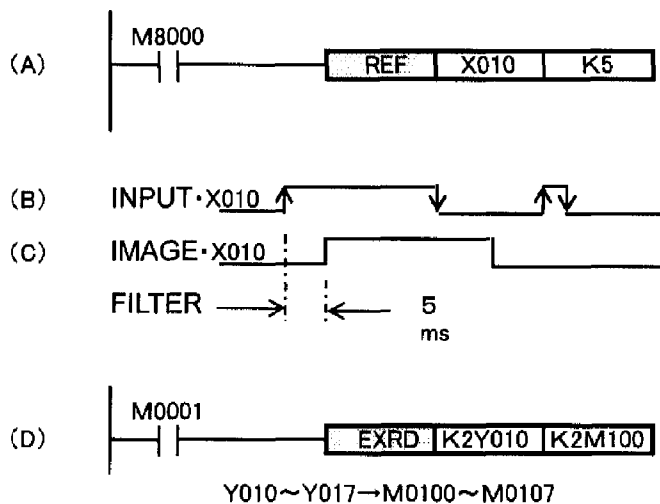 M8000
(A) REF X010 K5
(B) INPUT・X010
(C) IMAGE・X010
FILTER 5
ms
M0001
(D) EXRD K2Y010 K2M100
Y010～Y017→M0100～M0107